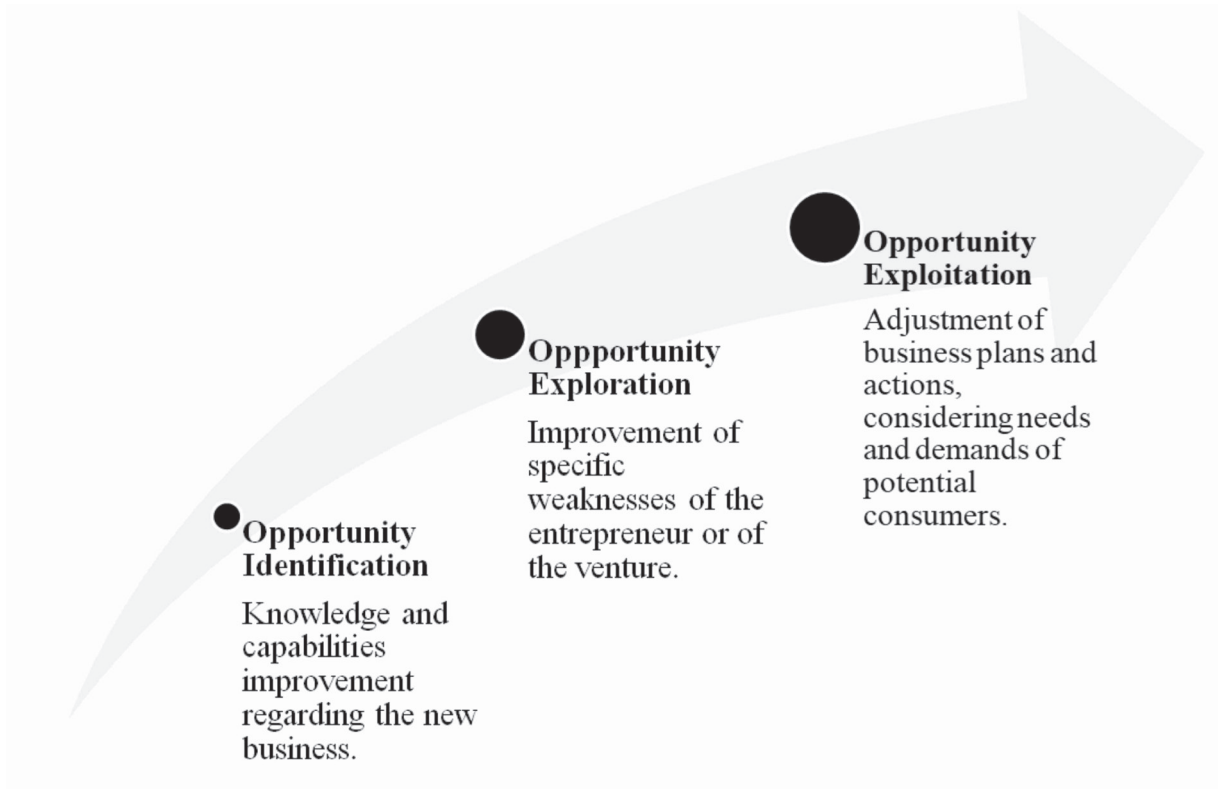 Opportunity
Identification
Knowledge and
capabilities
improvement
regarding the new
business.
Oppportunity
Exploration
Improvement of
specific
weaknesses of the
entrepreneur or of
the venture.
Opportunity
Exploitation
Adjustment of
business plans and
actions,
considering needs
and demands of
potential
consumers.